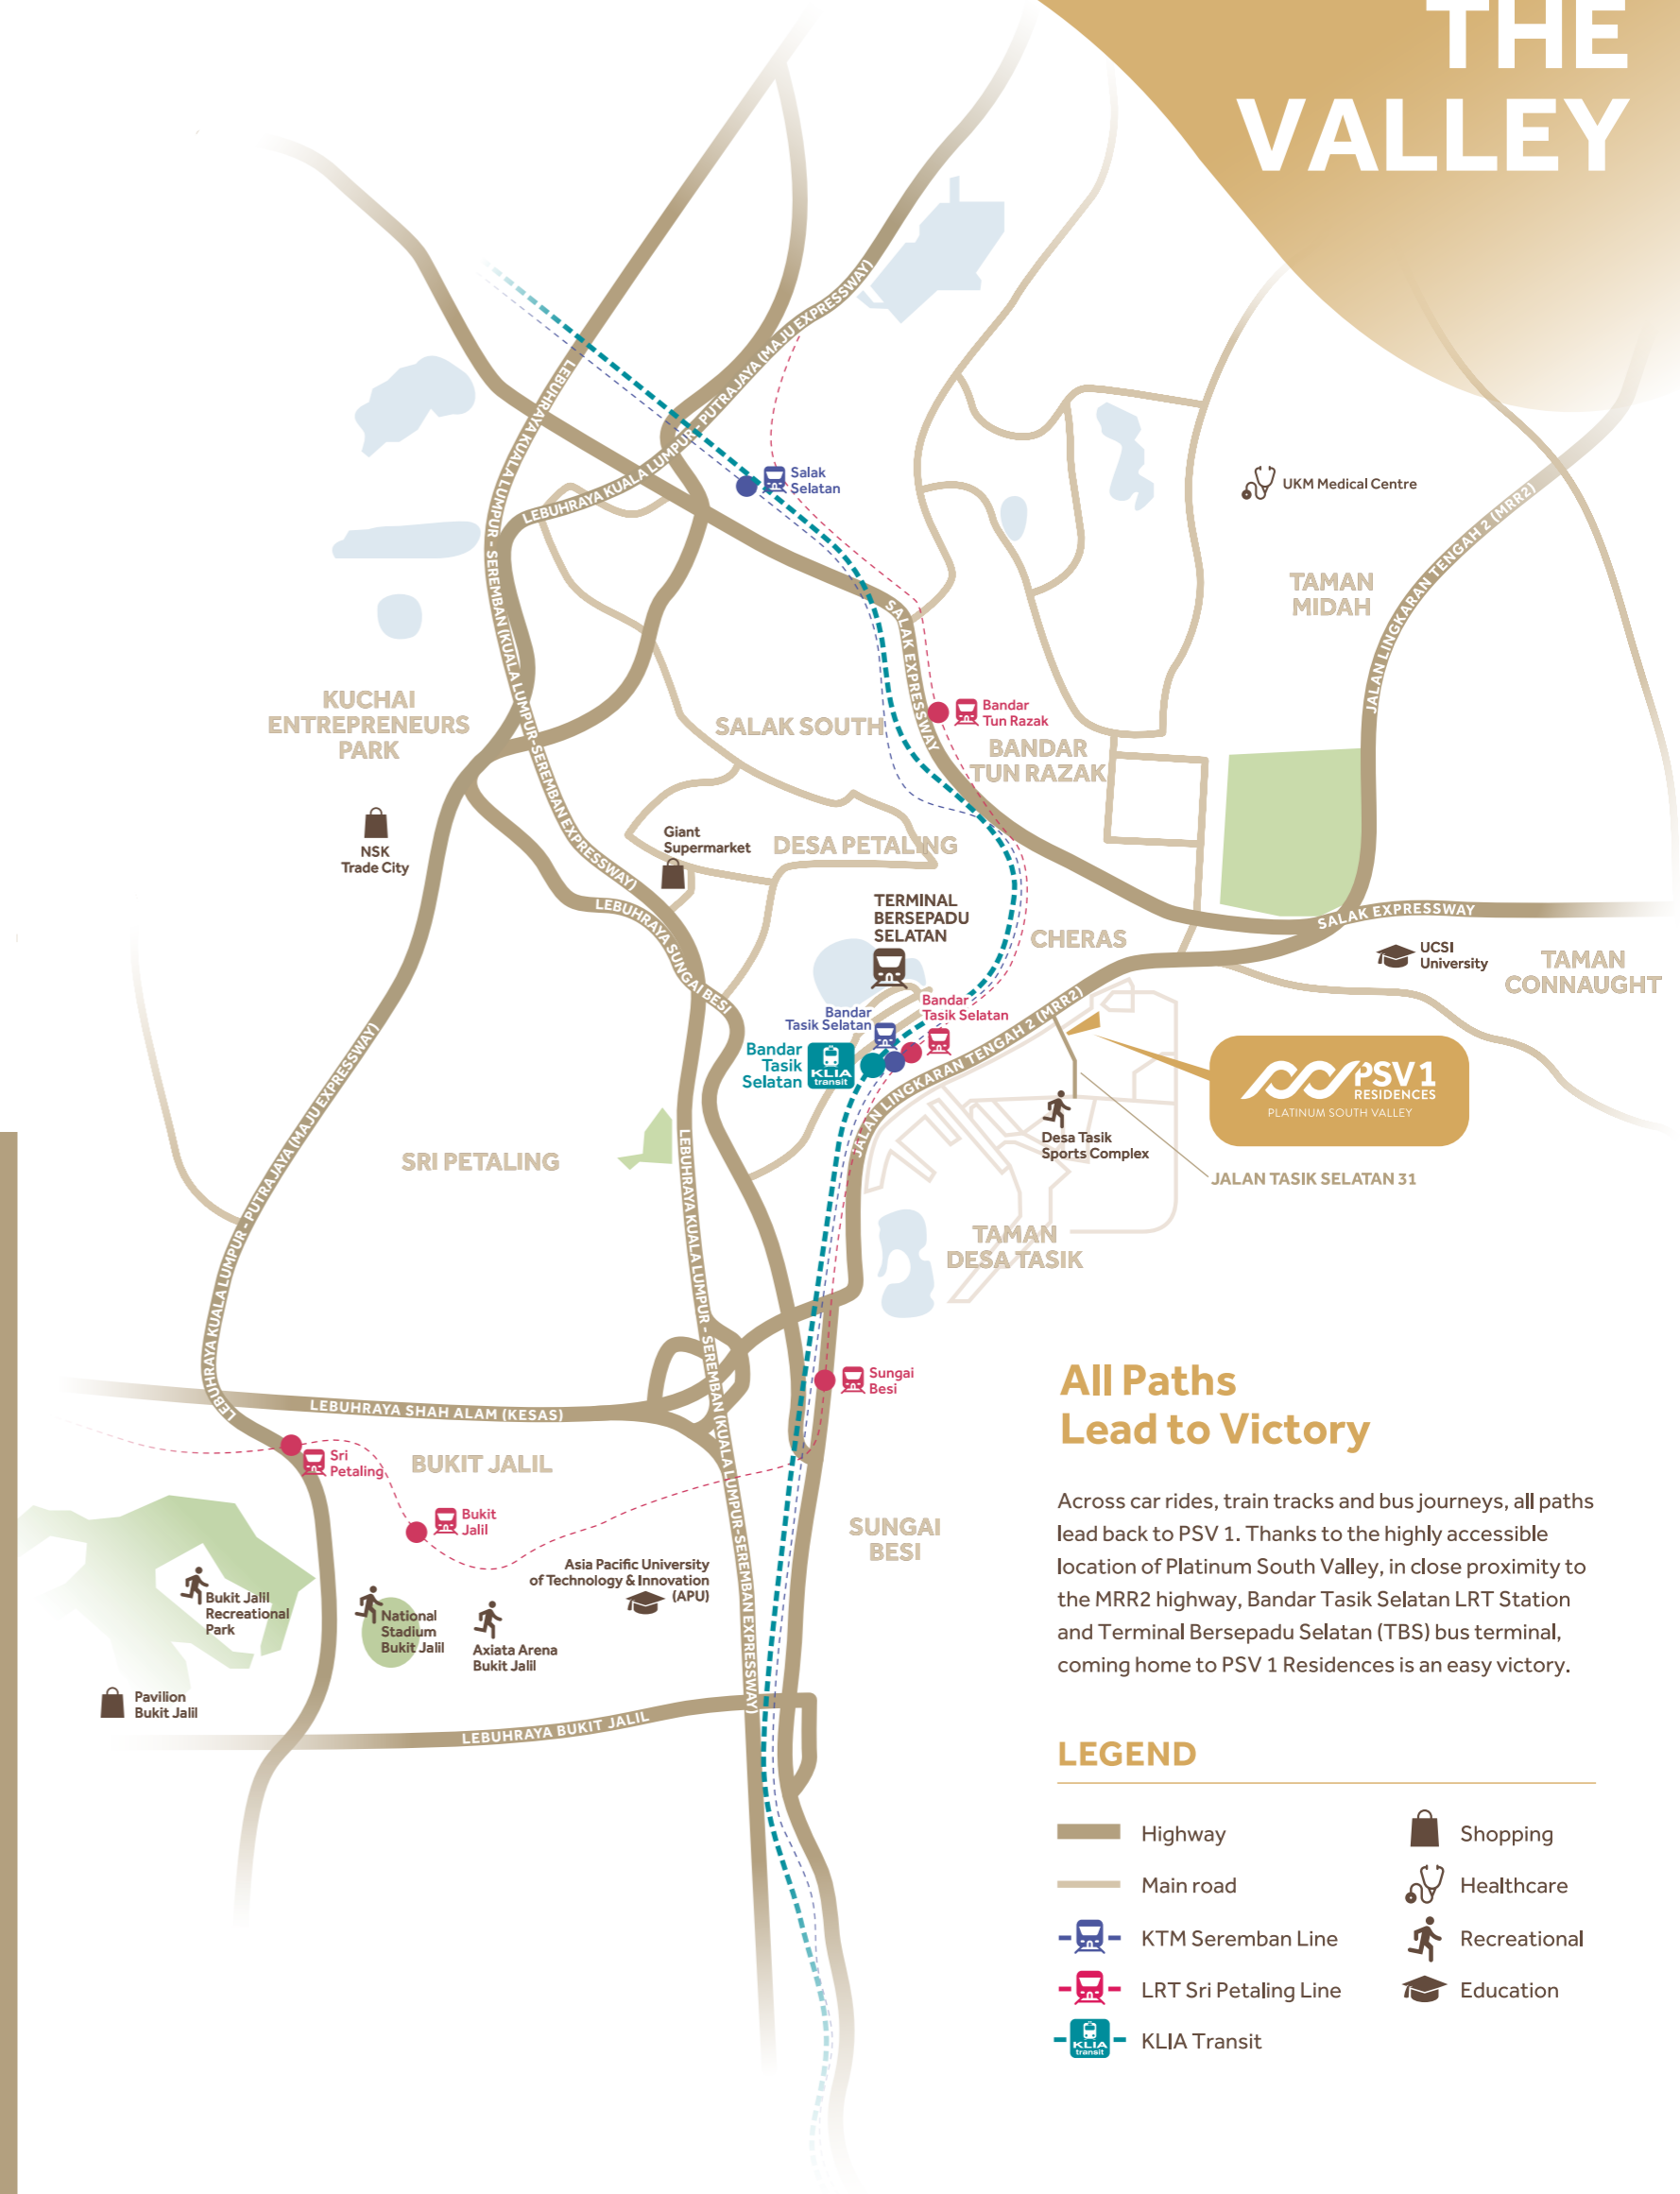 THE
VALLEY
LEBUHRAYA KUALA LUMPUR - SEREMBAN (KUALA LUMPUR-SEREMBAN EXPRESSWAY)
LEBUHRAYA KUALA LUMPUR - PUTRAJAYA (MAJU EXPRESSWAY)
Salak
Selatan
UKM Medical Centre
JALAN LINGKARAN TENGAH 2 (MRR2)
TAMAN
MIDAH
SALAK EXPRESSWAY
KUCHAI
ENTREPRENEURS
PARK
SALAK SOUTH
Bandar
Tun Razak
BANDAR
TUN RAZAK
NSK
Trade City
Giant
Supermarket
DESA PETALING
LEBUHRAYA SUNGAI BESI
TERMINAL
BERSEPADU
SELATAN
CHERAS
SALAK EXPRESSWAY
UCSI
University
TAMAN
CONNAUGHT
Bandar
Tasik Selatan
Bandar
Tasik Selatan
Bandar
Tasik
Selatan
KLIA
transit
JALAN LINGKARAN TENGAH 2 (MRR2)
PSV 1
RESIDENCES
PLATINUM SOUTH VALLEY
Desa Tasik
Sports Complex
JALAN TASIK SELATAN 31
SRI PETALING
LEBUHRAYA KUALA LUMPUR - PUTRAJAYA (MAJU EXPRESSWAY)
LEBUHRAYA KUALA LUMPUR - SEREMBAN (KUALA LUMPUR-SEREMBAN EXPRESSWAY)
TAMAN
DESA TASIK
Sungai
Besi
LEBUHRAYA SHAH ALAM (KESAS)
Sri
Petaling
BUKIT JALIL
Bukit
Jalil
SUNGAI
BESI
Asia Pacific University
of Technology & Innovation
(APU)
Bukit Jalil
Recreational
Park
National
Stadium
Bukit Jalil
Axiata Arena
Bukit Jalil
Pavilion
Bukit Jalil
LEBUHRAYA BUKIT JALIL
All Paths
Lead to Victory
Across car rides, train tracks and bus journeys, all paths
lead back to PSV 1. Thanks to the highly accessible
location of Platinum South Valley, in close proximity to
the MRR2 highway, Bandar Tasik Selatan LRT Station
and Terminal Bersepadu Selatan (TBS) bus terminal,
coming home to PSV 1 Residences is an easy victory.
LEGEND
Highway
Main road
KTM Seremban Line
LRT Sri Petaling Line
KLIA
transit
KLIA Transit
Shopping
Healthcare
Recreational
Education